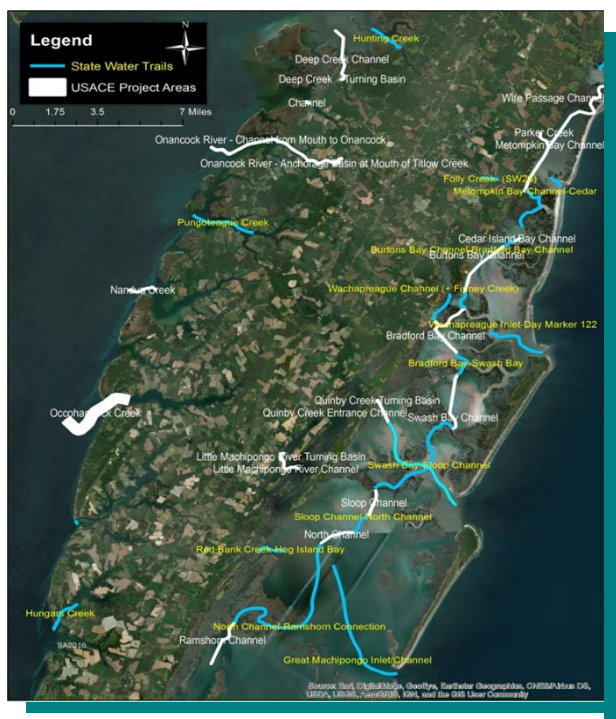 Legend
N
State Water Trails
USACE Project Areas
0 1.75 3.5 7 Miles
Hunting Creek
Deep Creek Channel
Deep Creek - Turning Basin
Channel
Wife Passage Channel
Parker Creek
Metompkin Bay Channel
Onancock River - Channel from Mouth to Onancock
Onancock River - Anchorage Basin at Mouth of Titlow Creek
Folly Creek (SW26)
Metompkin Bay Channel-Cedar
Pungoteague Creek
Cedar Island Bay Channel
Burtons Bay Channel-Bradford Bay Channel
Burtons Bay Channel
Nandua Creek
Wachapreague Channel (+ Finney Creek)
Wachapreague Inlet-Day Marker 122
Bradford Bay Channel
Bradford Bay-Swash Bay
Quinby Creek Turning Basin
Occohannock Creek
Quinby Creek Entrance Channel
Swash Bay Channel
Little Machipongo River Turning Basin
Little Machipongo River Channel
Swash Bay-Sloop Channel
Sloop Channel
Sloop Channel-North Channel
North Channel
Red Bank Creek-Hog Island Bay
Hungars Creek
North Channel-Ramshorn Connection
Ramshorn Channel
SA2016
Great Machipongo Inlet/Channel
Source: Esri, DigitalGlobe, GeoEye, Earthstar Geographics, CNES/Airbus DS,
USDA, USGS, AeroGRID, IGN, and the GIS User Community